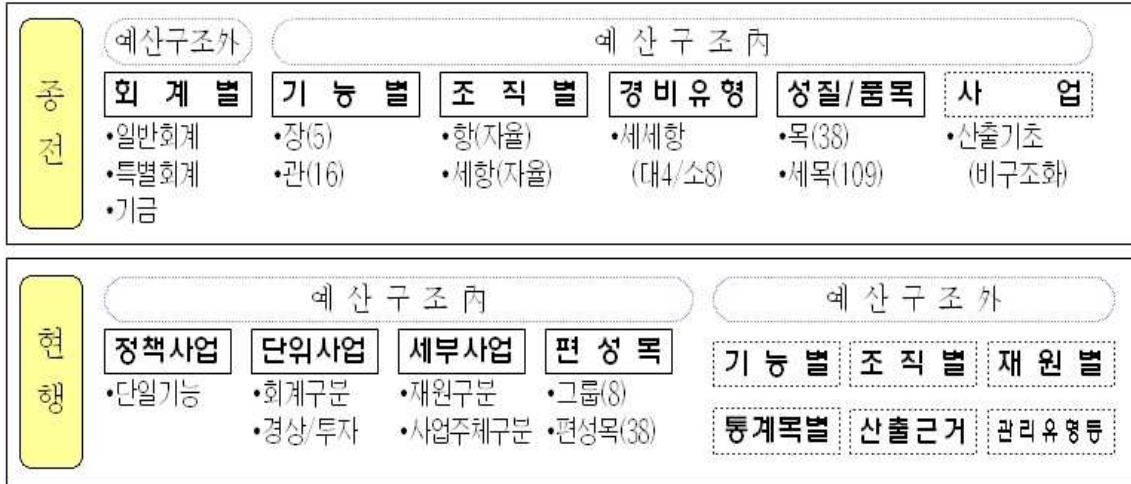 종전
예산구조外 예 산 구 조 內
회 계 별 기 능 별 조 직 별 경 비 유 형 성질/품목 사 업
•일반회계 •장(5) •항(자율) •세세항 •목(38) •산출기초
•특별회계 •관(16) •세항(자율) (대4/소8) •세목(109) (비구조화)
•기금
현행
예 산 구 조 內 예 산 구 조 外
정책사업 단위사업 세부사업 편 성 목 기 능 별 조 직 별 재 원 별
•단일기능 •회계구분 •재원구분 •그룹(8)
•경상/투자 •사업주체구분 •편성목(38) 통계목별 산출근거 관리유형등